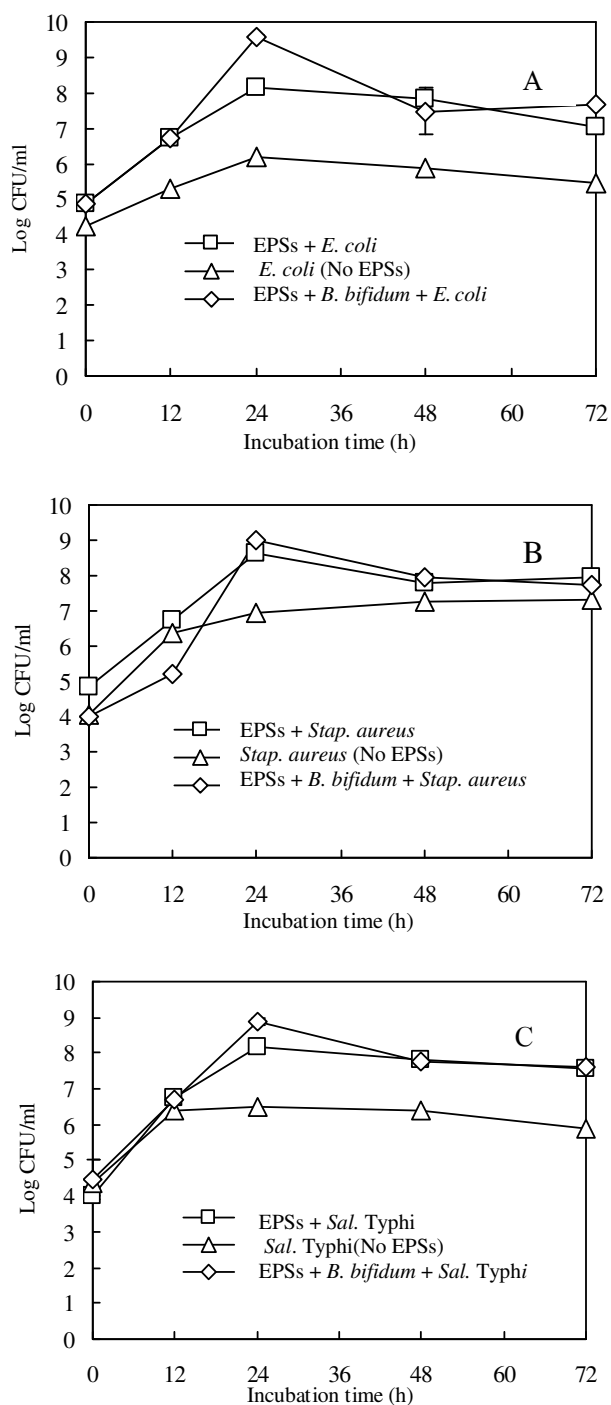 10
9
8
7
6
5
4
3
2
1
0
Log CFU/ml
A
EPSs + E. coli
E. coli (No EPSs)
EPSs + B. bifidum + E. coli
0 12 24 36 48 60 72
Incubation time (h)
10
9
8
7
6
5
4
3
2
1
0
Log CFU/ml
B
EPSs + Stap. aureus
Stap. aureus (No EPSs)
EPSs + B. bifidum + Stap. aureus
0 12 24 36 48 60 72
Incubation time (h)
10
9
8
7
6
5
4
3
2
1
0
Log CFU/ml
C
EPSs + Sal. Typhi
Sal. Typhi(No EPSs)
EPSs + B. bifidum + Sal. Typhi
0 12 24 36 48 60 72
Incubation time (h)